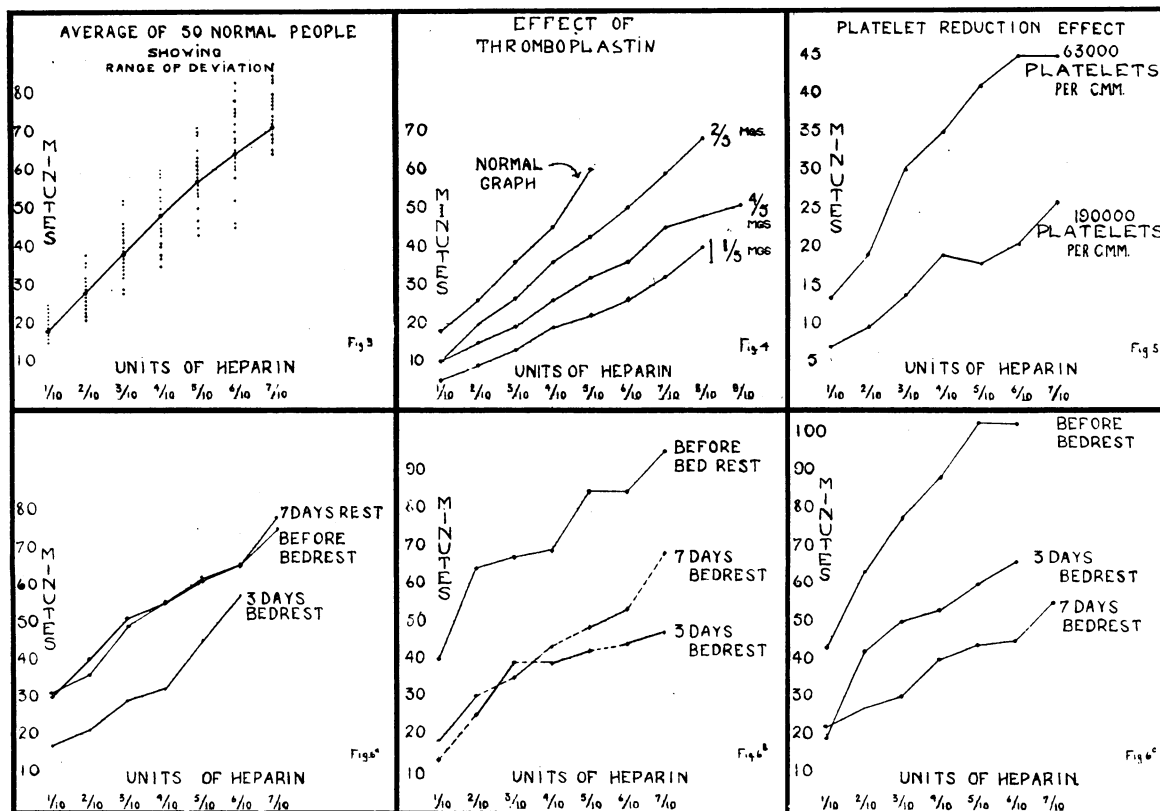 AVERAGE OF 50 NORMAL PEOPLE
SHOWING
RANGE OF DEVIATION
80
70
60
50
40
30
20
10
MINUTES
Fig 3
UNITS OF HEPARIN
1/10 2/10 3/10 4/10 5/10 6/10 7/10
EFFECT OF
THROMBOPLASTIN
70
60
50
40
30
20
10
MINUTES
NORMAL
GRAPH
2/5 MGS.
4/5
MGS
1 1/5 MGS
Fig 4
UNITS OF HEPARIN
1/10 2/10 3/10 4/10 5/10 6/10 7/10 8/10 9/10
PLATELET REDUCTION EFFECT
45
40
35
30
25
20
15
10
5
MINUTES
63000
PLATELETS
PER CMM.
190000
PLATELETS
PER CMM.
Fig 5
UNITS OF HEPARIN
1/10 2/10 3/10 4/10 5/10 6/10 7/10
80
70
60
50
40
30
20
10
MINUTES
7 DAYS REST
BEFORE
BEDREST
3 DAYS
BEDREST
Fig. 6A
UNITS OF HEPARIN
1/10 2/10 3/10 4/10 5/10 6/10 7/10
90
80
70
60
50
40
30
20
10
MINUTES
BEFORE
BED REST
7 DAYS
BEDREST
3 DAYS
BEDREST
Fig 6B
UNITS OF HEPARIN
1/10 2/10 3/10 4/10 5/10 6/10 7/10
100
90
80
70
60
50
40
30
20
10
MINUTES
BEFORE
BEDREST
3 DAYS
BEDREST
7 DAYS
BEDREST
Fig 6C
UNITS OF HEPARIN.
1/10 2/10 3/10 4/10 5/10 6/10 7/10